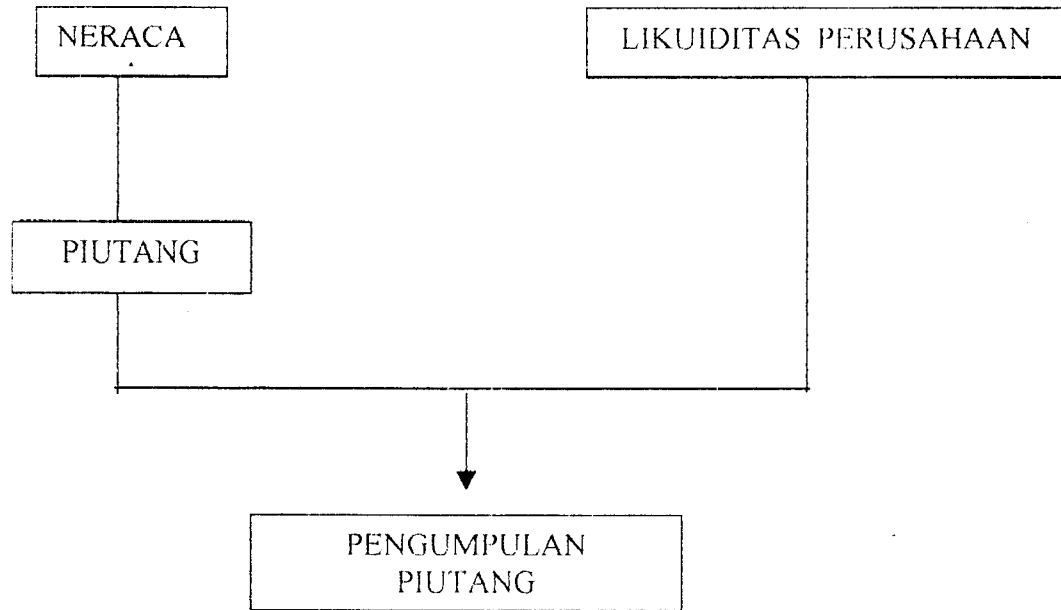 NERACA
LIKUIDITAS PERUSAHAAN
PIUTANG
PENGUMPULAN
PIUTANG